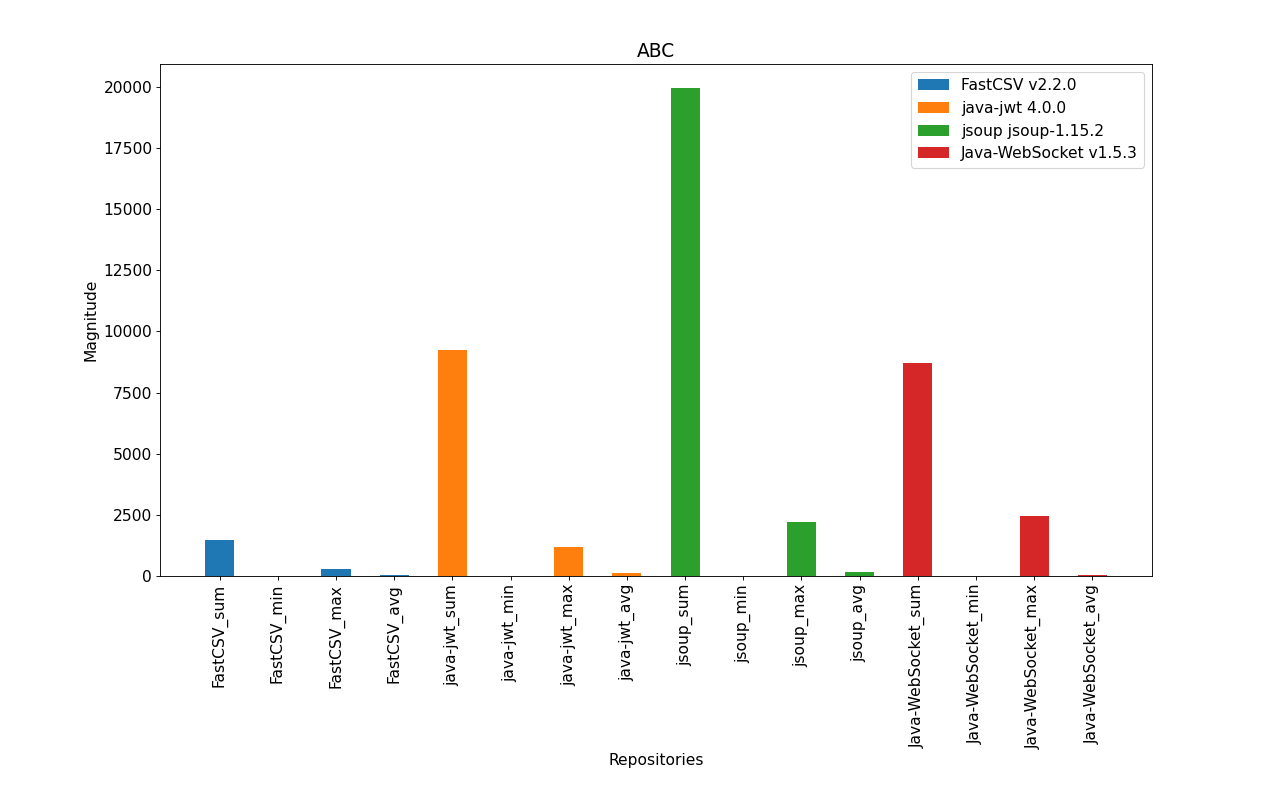 ABC
20000
17500
15000
12500
10000
7500
5000
2500
0
Magnitude
FastCSV v2.2.0
java-jwt 4.0.0
jsoup jsoup-1.15.2
Java-WebSocket v1.5.3
FastCSV_sum
FastCSV_min
FastCSV_max
FastCSV_avg
java-jwt_sum
java-jwt_min
java-jwt_max
java-jwt_avg
jsoup_sum
jsoup_min
jsoup_max
jsoup_avg
Java-WebSocket_sum
Java-WebSocket_min
Java-WebSocket_max
Java-WebSocket_avg
Repositories